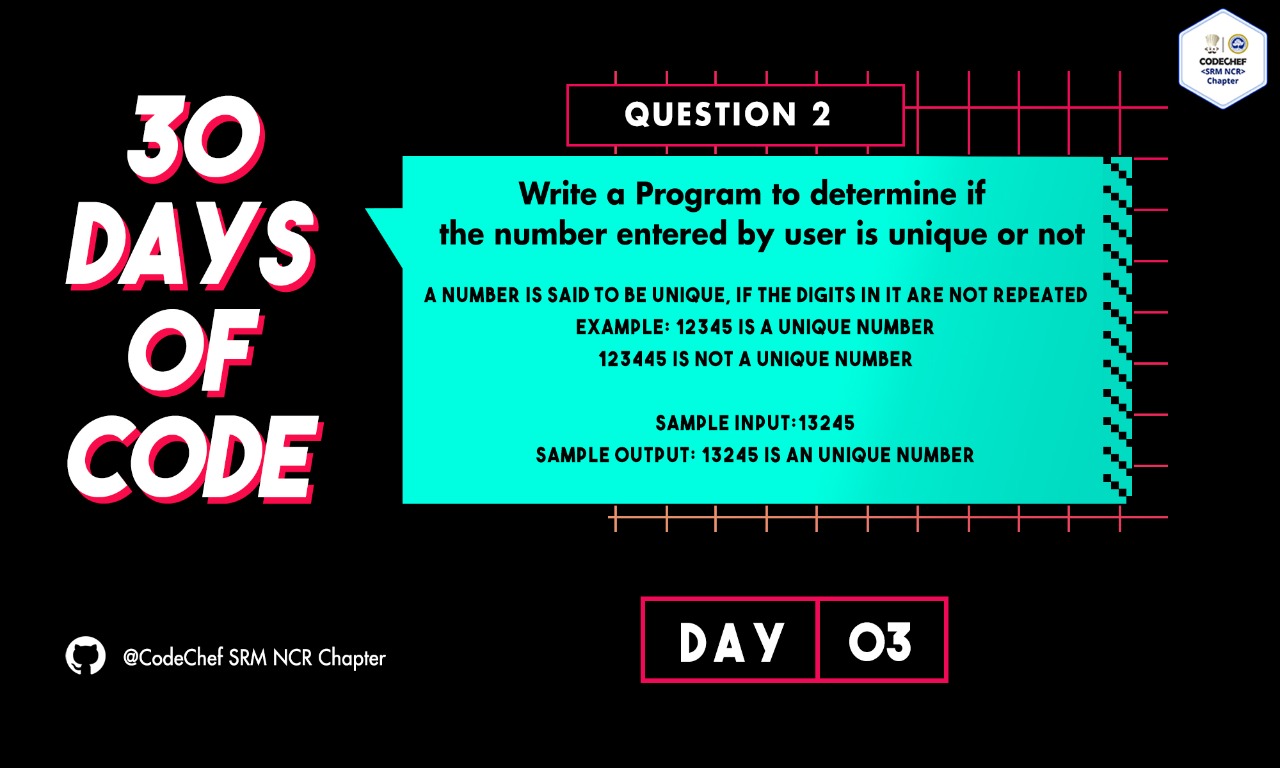 CODECHEF
<SRM NCR>
Chapter
30
DAYS
OF
CODE
QUESTION 2
Write a Program to determine if
the number entered by user is unique or not
A NUMBER IS SAID TO BE UNIQUE, IF THE DIGITS IN IT ARE NOT REPEATED
EXAMPLE: 12345 IS A UNIQUE NUMBER
123445 IS NOT A UNIQUE NUMBER
SAMPLE INPUT:13245
SAMPLE OUTPUT: 13245 IS AN UNIQUE NUMBER
DAY 03
@CodeChef SRM NCR Chapter